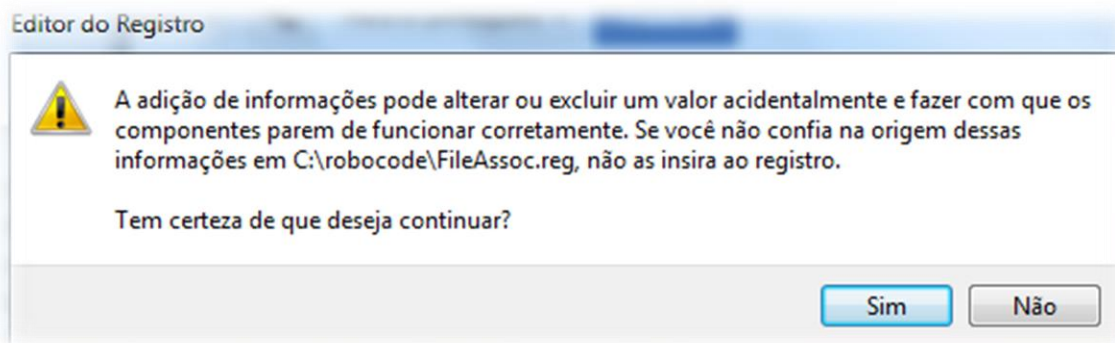 Editor do Registro
A adição de informações pode alterar ou excluir um valor acidentalmente e fazer com que os
componentes parem de funcionar corretamente. Se você não confia na origem dessas
informações em C:\robocode\FileAssoc.reg, não as insira ao registro.
Tem certeza de que deseja continuar?
Sim
Não